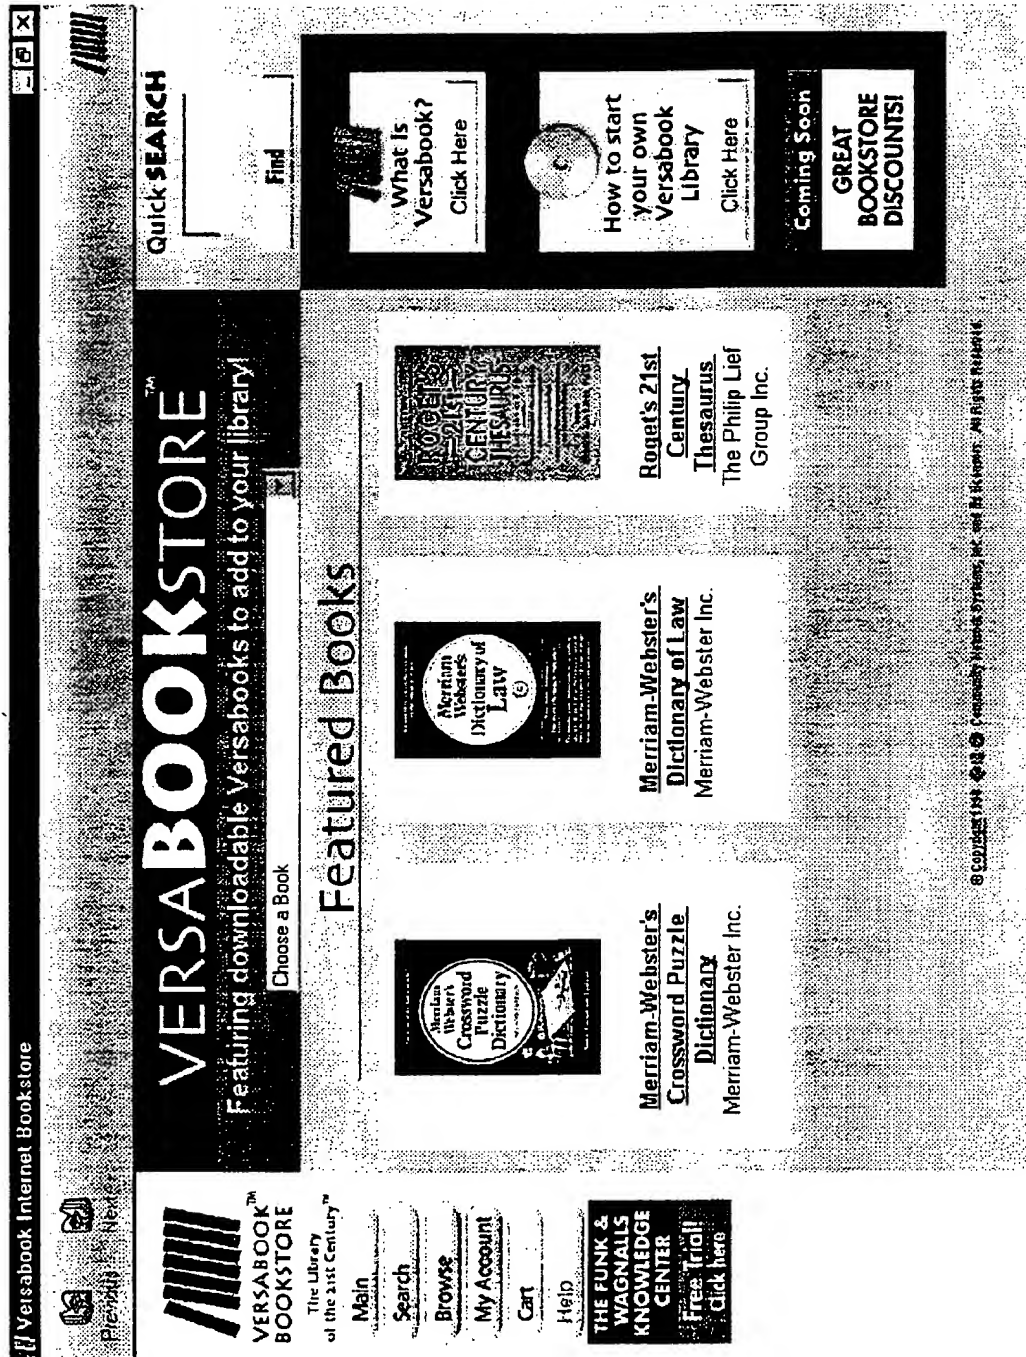 Versabook Internet Bookstore
Previous
VERSABOOK™
BOOKSTORE
The Library
of the 21st Century™
Main
Search
Browse
My Account
Cart
Help
THE FUNK &
WAGNALLS
KNOWLEDGE
CENTER
Free Trial!
Click here
VERSABOOKSTORE™
Featuring downloadable Versabooks to add to your library!
Choose a Book
Featured Books
Merriam
Webster's
Crossword
Puzzle
Dictionary
Merriam-Webster's
Crossword Puzzle
Dictionary
Merriam-Webster Inc.
Merriam
Webster's
Dictionary of
Law
Merriam-Webster's
Dictionary of Law
Merriam-Webster Inc.
ROGET'S
21ST
CENTURY
THESAURUS
Roget's 21st
Century
Thesaurus
The Philip Lief
Group Inc.
Quick SEARCH
Find
What Is
Versabook?
Click Here
How to start
your own
Versabook
Library
Click Here
Coming Soon
GREAT
BOOKSTORE
DISCOUNTS!
©Copyright All Rights Reserved